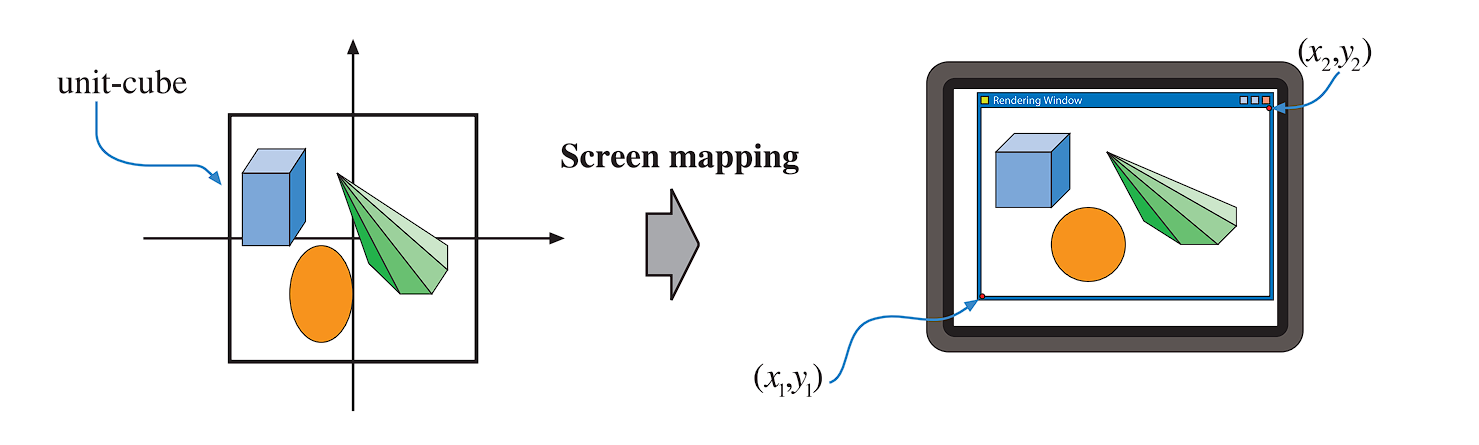 unit-cube
Screen mapping
Rendering Window
(x₂,y₂)
(x₁,y₁)